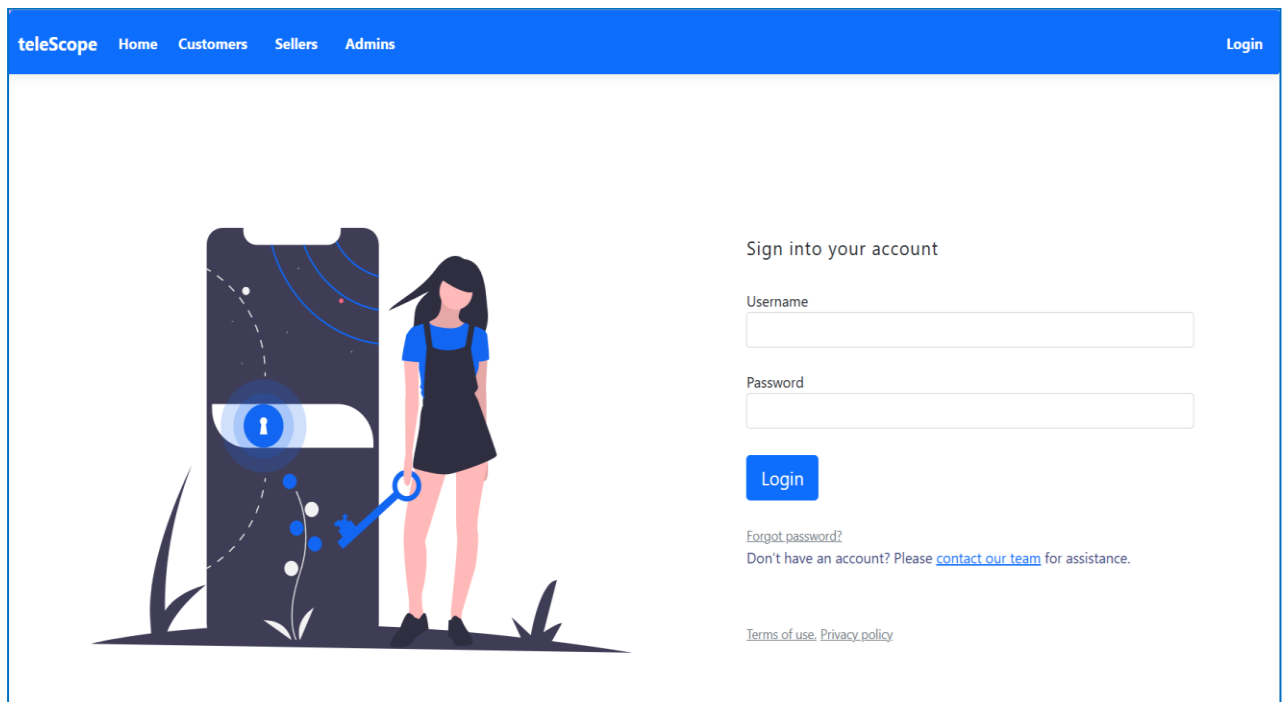 teleScope Home Customers Sellers Admins Login
Sign into your account
Username
Password
Login
Forgot password?
Don't have an account? Please contact our team for assistance.
Terms of use. Privacy policy